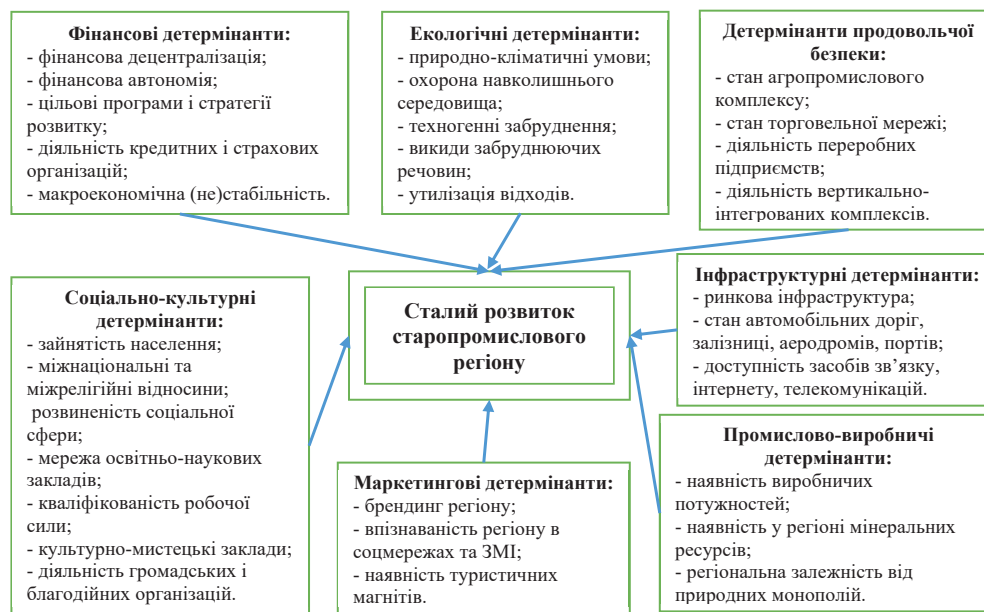 Фінансові детермінанти:
- фінансова децентралізація;
- фінансова автономія;
- цільові програми і стратегії
розвитку;
- діяльність кредитних і страхових
організацій;
- макроекономічна (не)стабільність.
Екологічні детермінанти:
- природно-кліматичні умови;
- охорона навколишнього
середовища;
- техногенні забруднення;
- викиди забруднюючих
речовин;
- утилізація відходів.
Детермінанти продовольчої
безпеки:
- стан агропромислового
комплексу;
- стан торговельної мережі;
- діяльність переробних
підприємств;
- діяльність вертикально-
інтегрованих комплексів.
Соціально-культурні
детермінанти:
- зайнятість населення;
- міжнаціональні та
міжрелігійні відносини;
розвиненість соціальної
сфери;
- мережа освітньо-наукових
закладів;
- кваліфікованість робочої
сили;
- культурно-мистецькі заклади;
- діяльність громадських і
благодійних організацій.
Сталий розвиток
старопромислового
регіону
Інфраструктурні детермінанти:
- ринкова інфраструктура;
- стан автомобільних доріг,
залізниці, аеродромів, портів;
- доступність засобів зв’язку,
інтернету, телекомунікацій.
Маркетингові детермінанти:
- брендинг регіону;
- впізнаваність регіону в
соцмережах та ЗМІ;
- наявність туристичних
магнітів.
Промислово-виробничі
детермінанти:
- наявність виробничих
потужностей;
- наявність у регіоні мінеральних
ресурсів;
- регіональна залежність від
природних монополій.